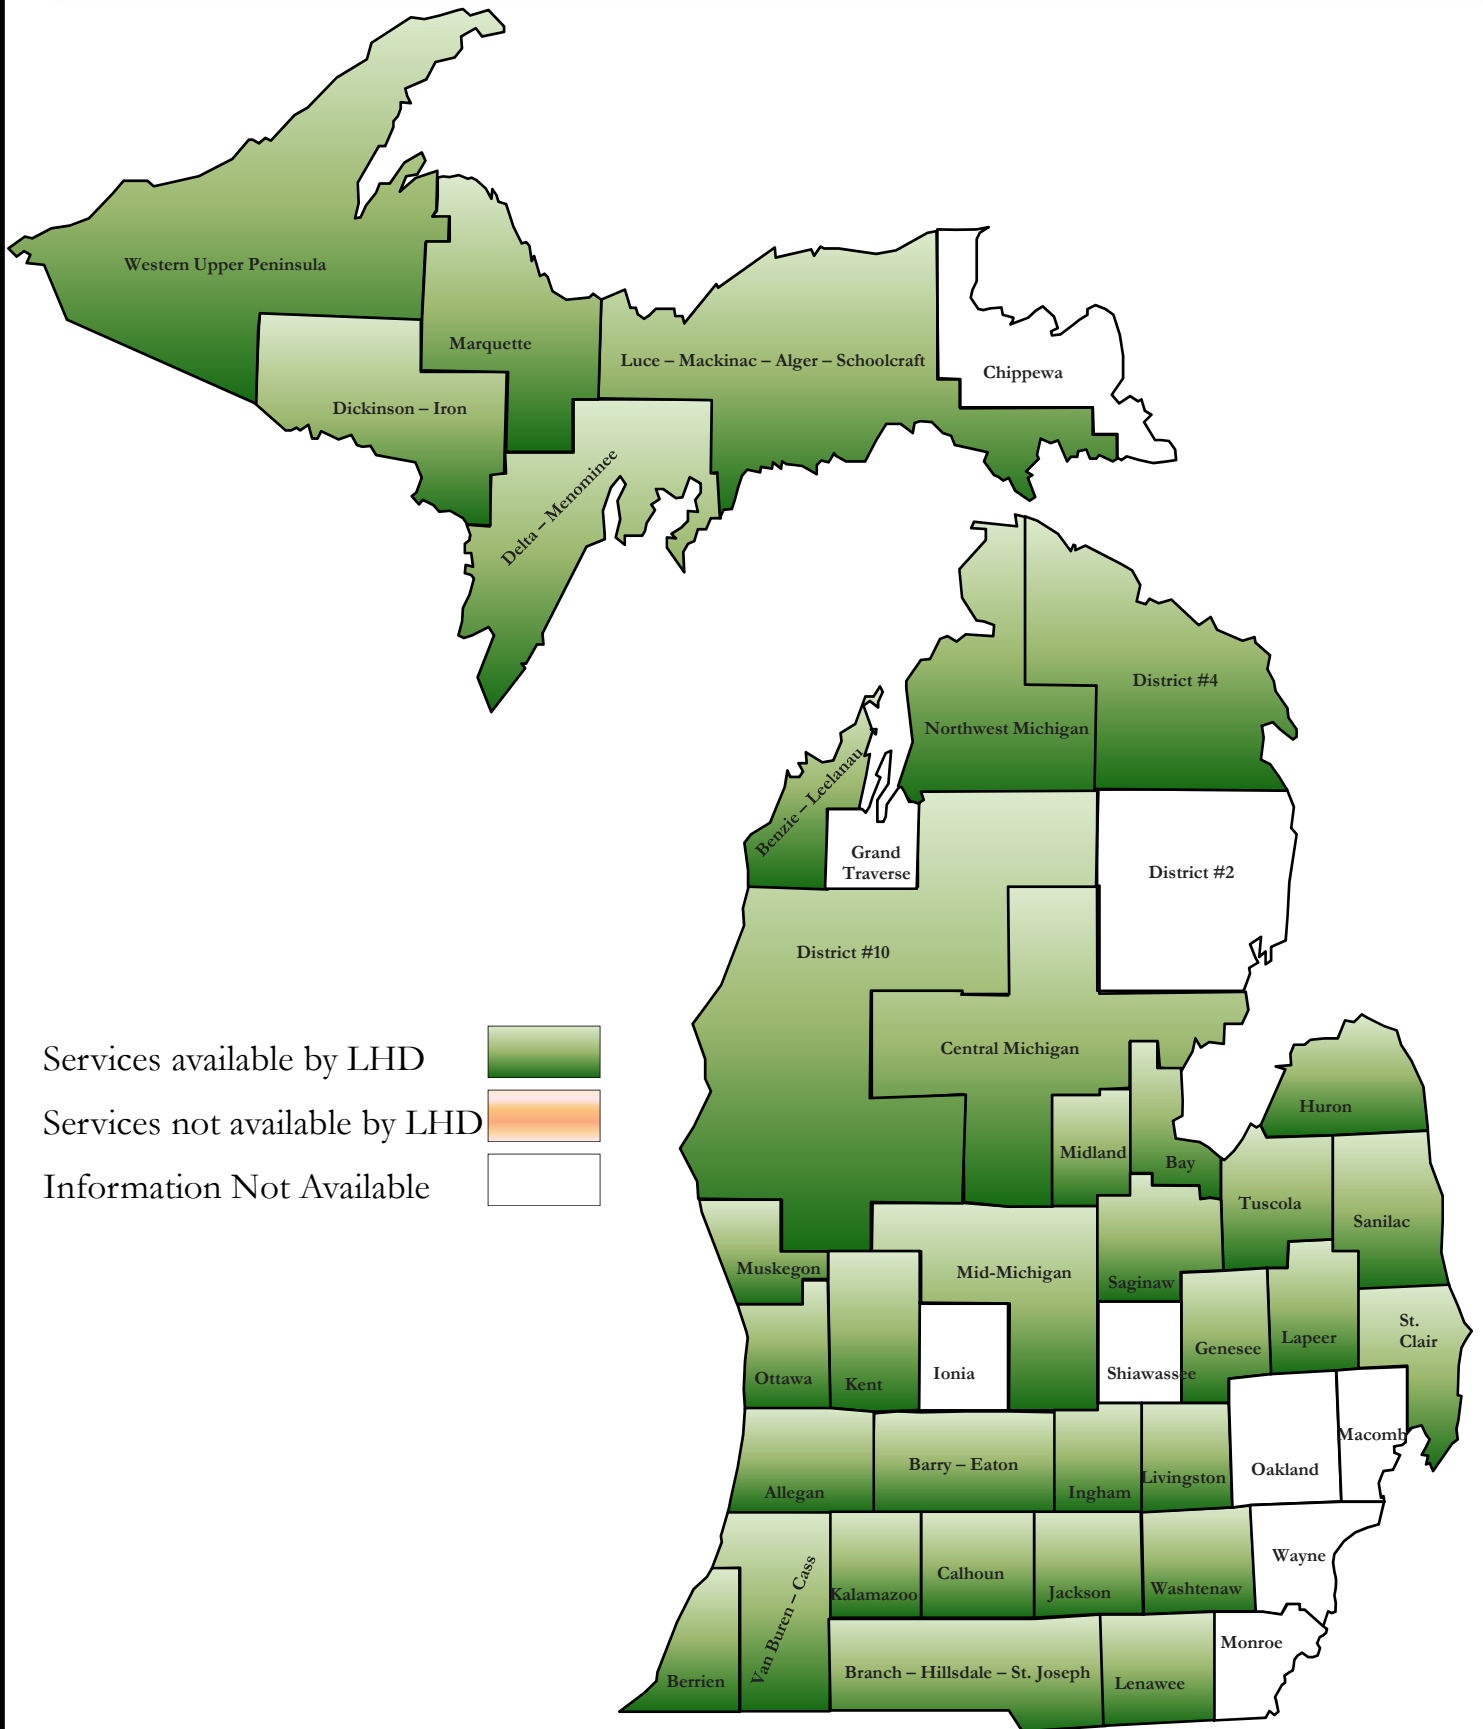 Western Upper Peninsula
Marquette
Luce – Mackinac – Alger – Schoolcraft
Chippewa
Dickinson – Iron
Delta – Menominee
District #4
Northwest Michigan
Benzie – Leelanau
Grand
Traverse
District #2
District #10
Central Michigan
Services available by LHD
Services not available by LHD
Information Not Available
Huron
Midland
Bay
Tuscola
Sanilac
Muskegon
Mid-Michigan
Saginaw
St.
Clair
Lapeer
Genesee
Ottawa
Kent
Ionia
Shiawassee
Macomb
Oakland
Allegan
Barry – Eaton
Ingham
Livingston
Wayne
Van Buren – Cass
Kalamazoo
Calhoun
Jackson
Washtenaw
Monroe
Berrien
Branch – Hillsdale – St. Joseph
Lenawee